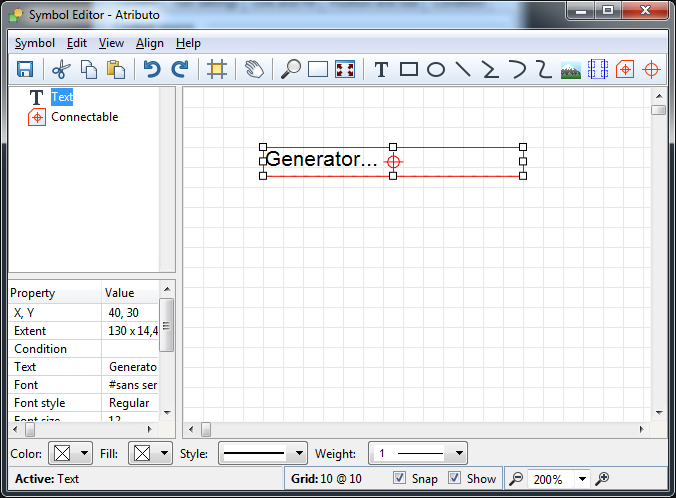 Symbol Editor - Atributo
Symbol Edit View Align Help
T
T Text
Connectable
Generator...
Property Value
X, Y 40, 30
Extent 130 x 14,4
Condition
Text Generato
Font #sans ser
Font style Regular
Font size 12
Color: Fill: Style: Weight: 1
Active: Text Grid: 10 @ 10 Snap Show 200%